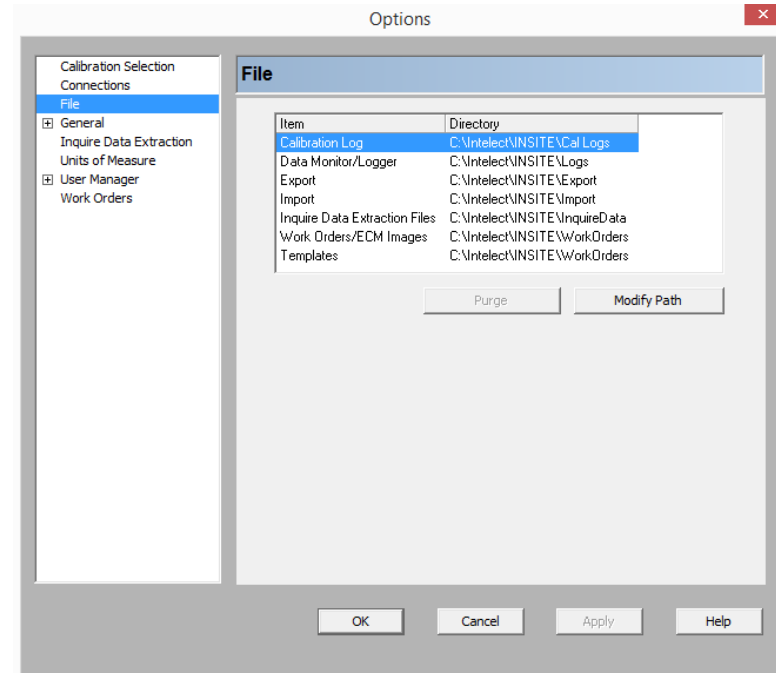 Options
Calibration Selection
Connections
File
General
Inquire Data Extraction
Units of Measure
User Manager
Work Orders
File
Item Directory
Calibration Log C:\Intelect\INSITE\Cal Logs
Data Monitor/Logger C:\Intelect\INSITE\Logs
Export C:\Intelect\INSITE\Export
Import C:\Intelect\INSITE\Import
Inquire Data Extraction Files C:\Intelect\INSITE\InquireData
Work Orders/ECM Images C:\Intelect\INSITE\WorkOrders
Templates C:\Intelect\INSITE\WorkOrders
Purge Modify Path
OK Cancel Apply Help